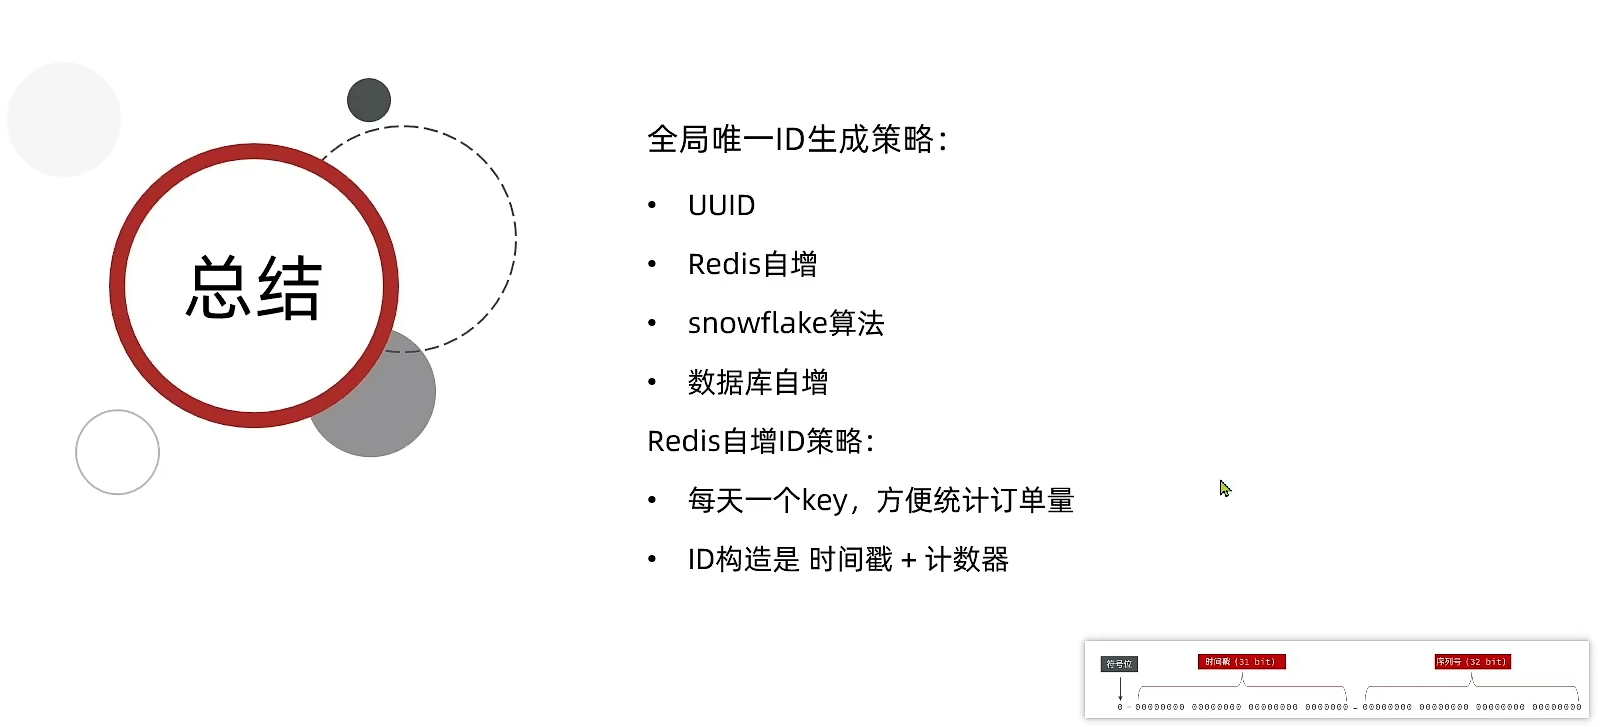 总结
全局唯一ID生成策略：
• UUID
• Redis自增
• snowflake算法
• 数据库自增
Redis自增ID策略：
• 每天一个key，方便统计订单量
• ID构造是 时间戳 + 计数器
符号位
时间戳（31 bit）
序列号（32 bit）
0 - 00000000 00000000 00000000 0000000 - 00000000 00000000 00000000 00000000